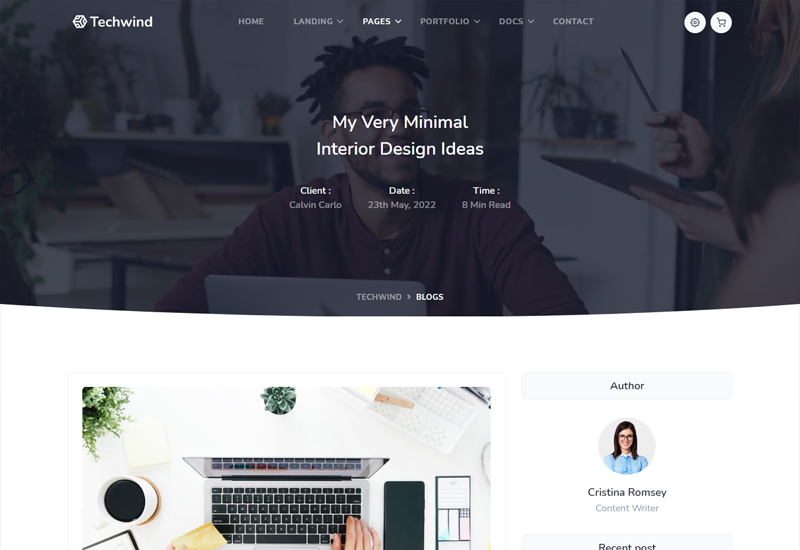 Techwind
HOME LANDING PAGES PORTFOLIO DOCS CONTACT
My Very Minimal
Interior Design Ideas
Client : Date : Time :
Calvin Carlo 23th May, 2022 8 Min Read
TECHWIND BLOGS
Author
Cristina Romsey
Content Writer
Recent post